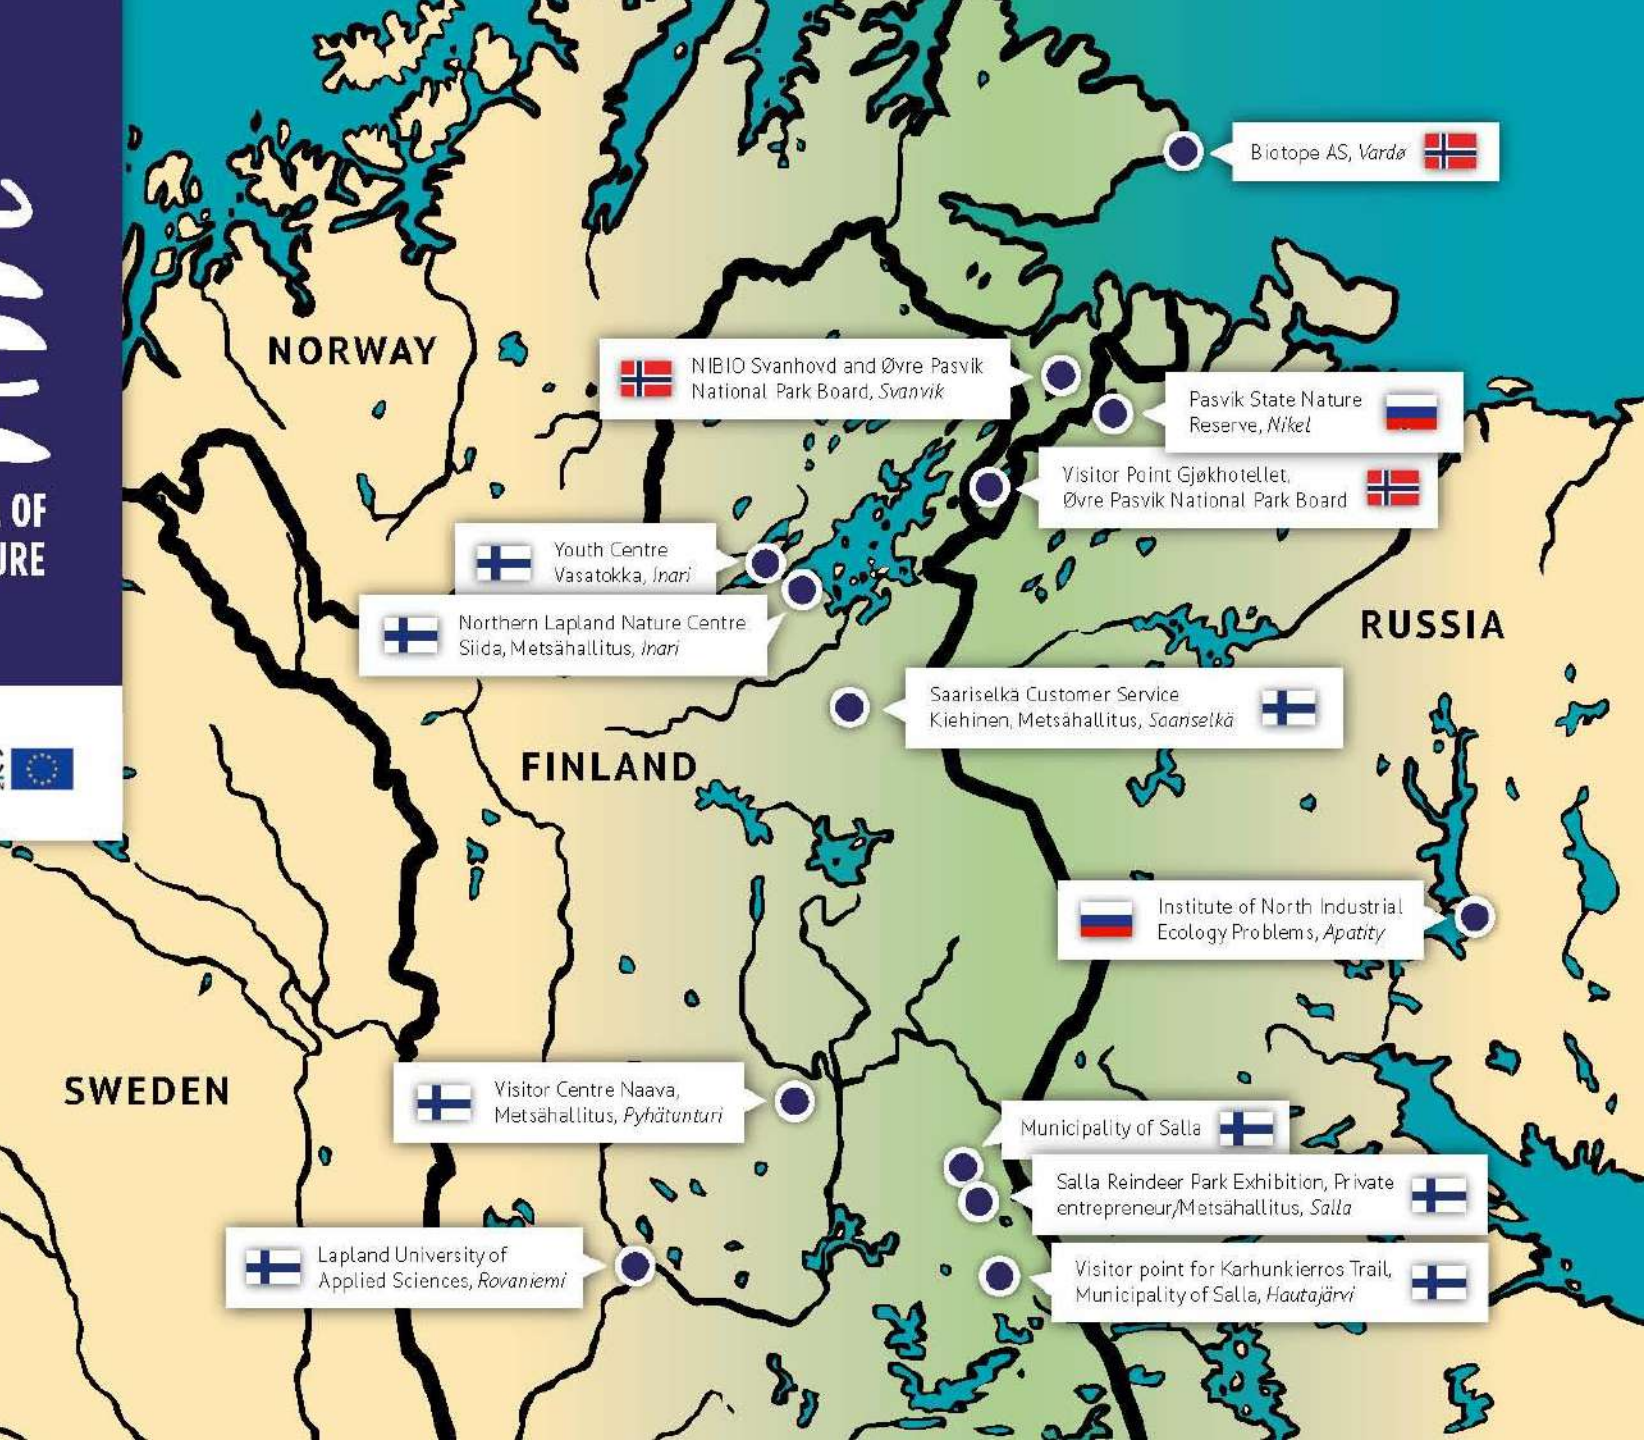 OF
URE
NORWAY
Biotope AS, Vardø
NIBIO Svanhovd and Øvre Pasvik
National Park Board, Svanvik
Pasvik State Nature
Reserve, Nikel
Visitor Point Gjøkhotellet,
Øvre Pasvik National Park Board
Youth Centre
Vasatokka, Inari
Northern Lapland Nature Centre
Siida, Metsähallitus, Inari
RUSSIA
Saariselkä Customer Service
Kiehinen, Metsähallitus, Saariselkä
FINLAND
Institute of North Industrial
Ecology Problems, Apatity
SWEDEN
Visitor Centre Naava,
Metsähallitus, Pyhätunturi
Municipality of Salla
Salla Reindeer Park Exhibition, Private
entrepreneur/Metsähallitus, Salla
Lapland University of
Applied Sciences, Rovaniemi
Visitor point for Karhunkierros Trail,
Municipality of Salla, Hautajärvi